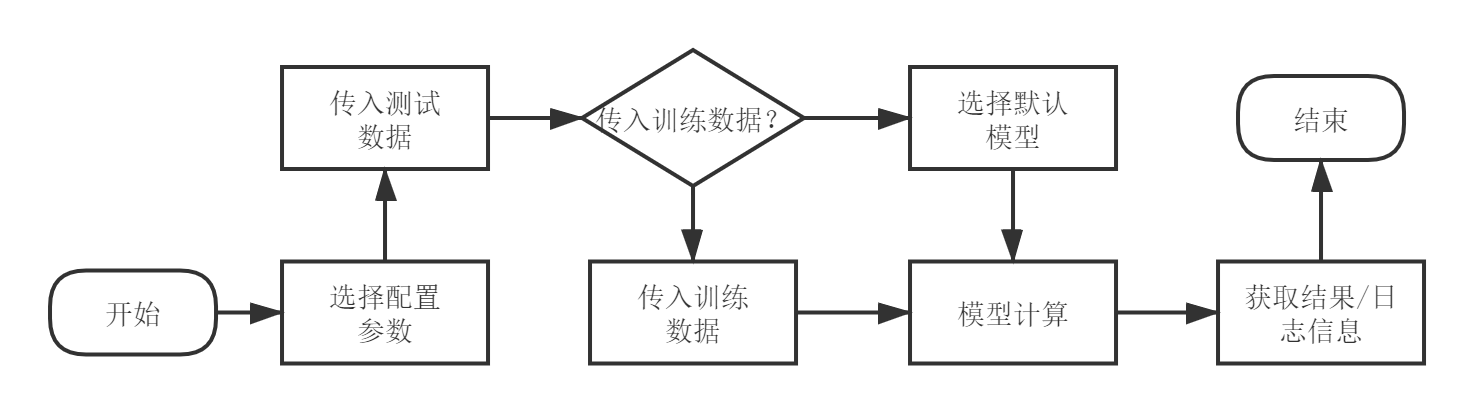 传入测试
数据
传入训练数据？
选择默认
模型
结束
开始
选择配置
参数
传入训练
数据
模型计算
获取结果/日
志信息